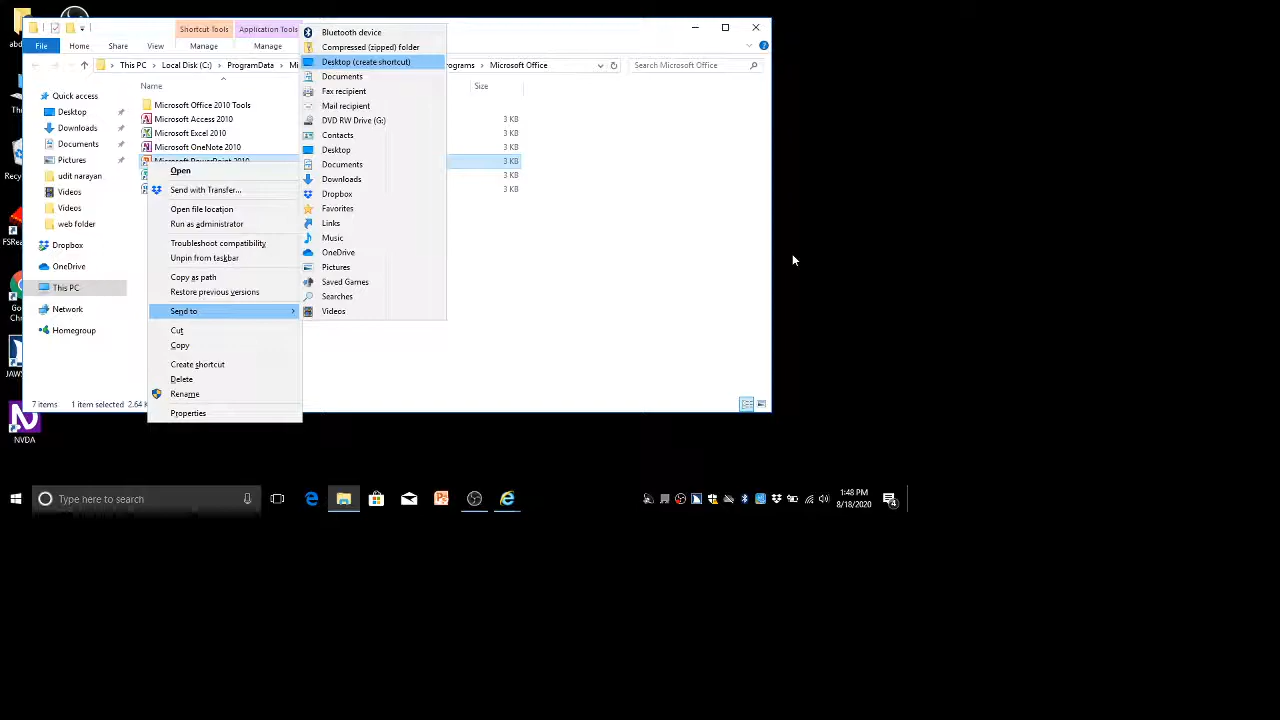 abd
Shortcut Tools
Application Tools
File
Home
Share
View
Manage
Manage
This PC
Local Disk (C:)
ProgramData
Microsoft Office
Search Microsoft Office
Name
Size
Quick access
Desktop
Downloads
Documents
Pictures
udit narayan
Videos
Videos
web folder
Dropbox
OneDrive
This PC
Network
Homegroup
Microsoft Office 2010 Tools
Microsoft Access 2010 3 KB
Microsoft Excel 2010 3 KB
Microsoft OneNote 2010 3 KB
Microsoft PowerPoint 2010 3 KB
3 KB
3 KB
Open
Send with Transfer...
Open file location
Run as administrator
Troubleshoot compatibility
Unpin from taskbar
Copy as path
Restore previous versions
Send to
Cut
Copy
Create shortcut
Delete
Rename
Properties
Bluetooth device
Compressed (zipped) folder
Desktop (create shortcut)
Documents
Fax recipient
Mail recipient
DVD RW Drive (G:)
Contacts
Desktop
Documents
Downloads
Dropbox
Favorites
Links
Music
OneDrive
Pictures
Saved Games
Searches
Videos
7 items 1 item selected 2.64
NVDA
Type here to search
1:48 PM
8/18/2020
4